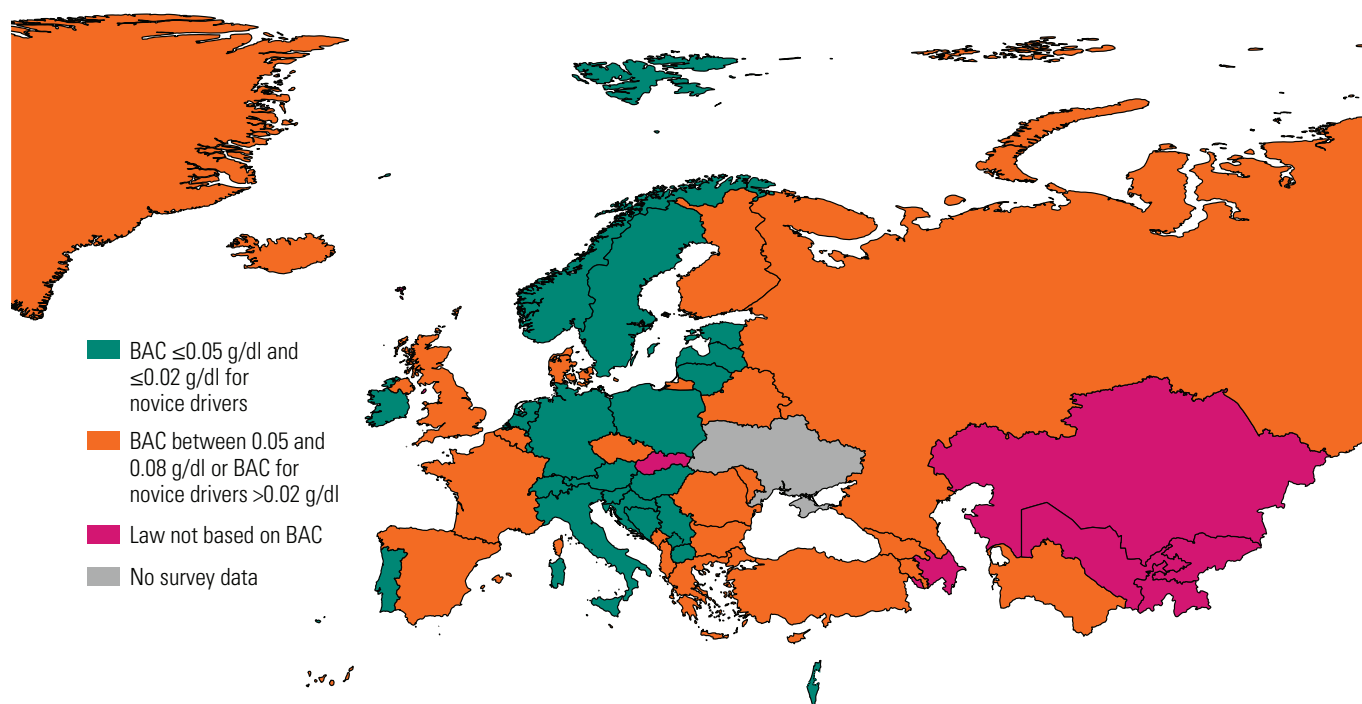 BAC ≤0.05 g/dl and
≤0.02 g/dl for
novice drivers
BAC between 0.05 and
0.08 g/dl or BAC for
novice drivers >0.02 g/dl
Law not based on BAC
No survey data